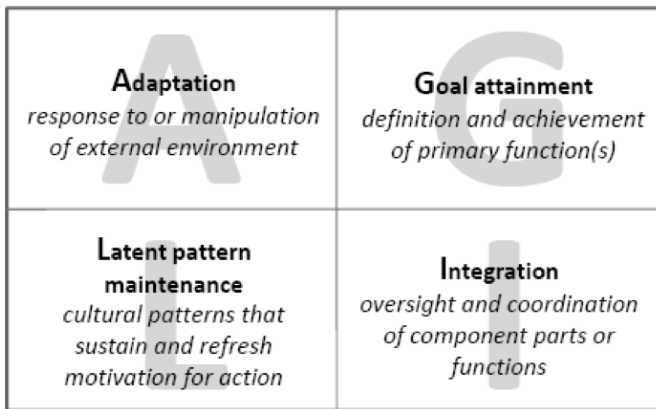 A
Adaptation
response to or manipulation
of external environment
G
Goal attainment
definition and achievement
of primary function(s)
L
Latent pattern
maintenance
cultural patterns that
sustain and refresh
motivation for action
I
Integration
oversight and coordination
of component parts or
functions